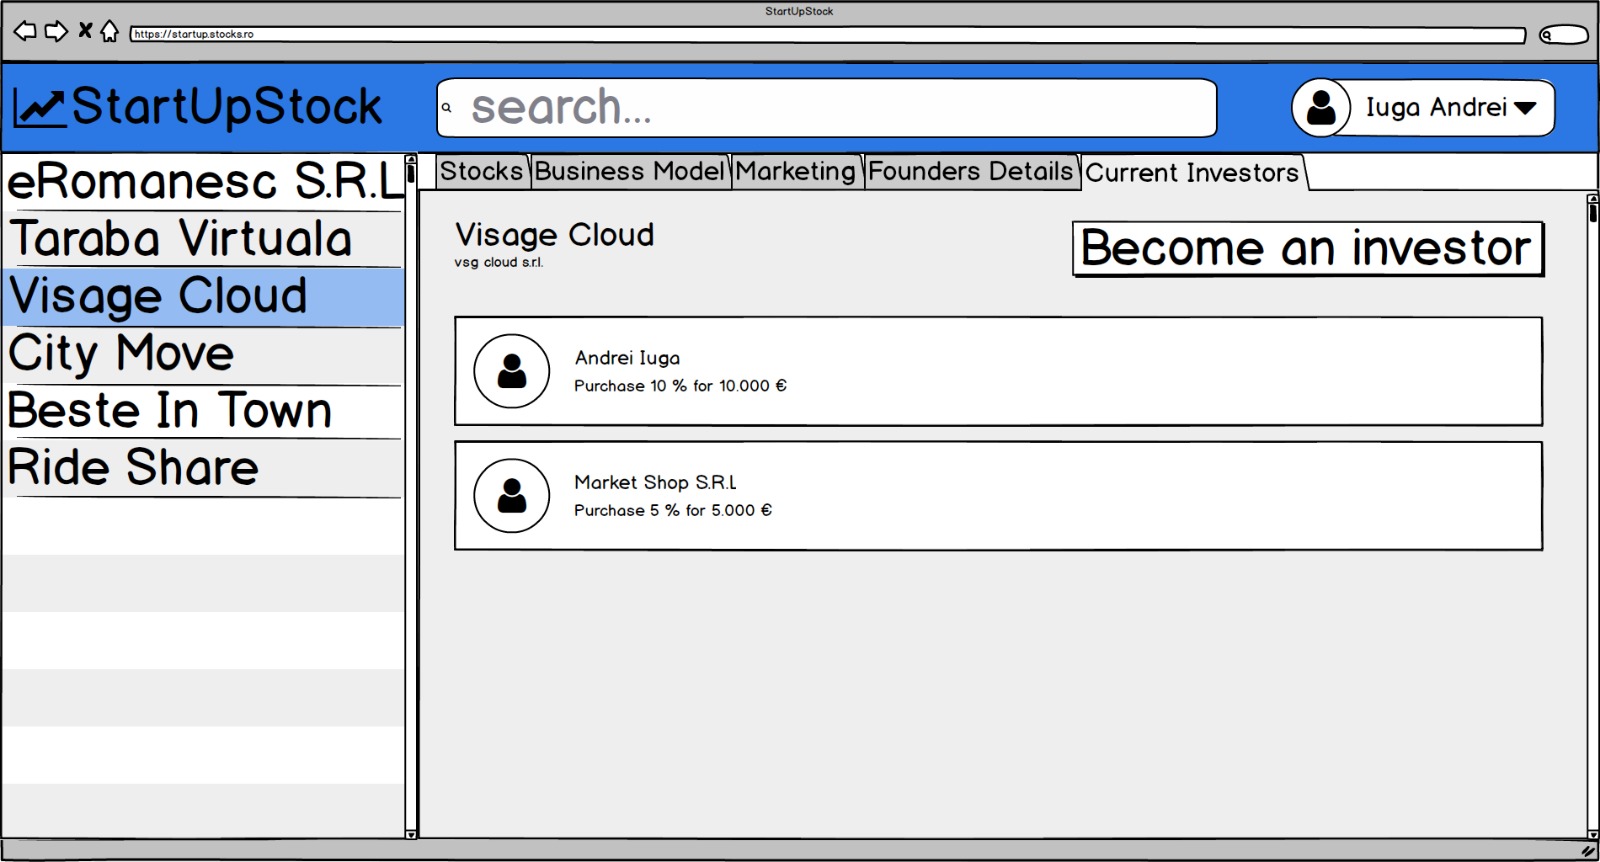 StartUpStock
https://startup.stocks.ro
StartUpStock
search...
Iuga Andrei
eRomanesc S.R.L
Taraba Virtuala
Visage Cloud
City Move
Beste In Town
Ride Share
Stocks
Business Model
Marketing
Founders Details
Current Investors
Visage Cloud
vsg cloud s.r.l.
Become an investor
Andrei Iuga
Purchase 10 % for 10.000 €
Market Shop S.R.L
Purchase 5 % for 5.000 €